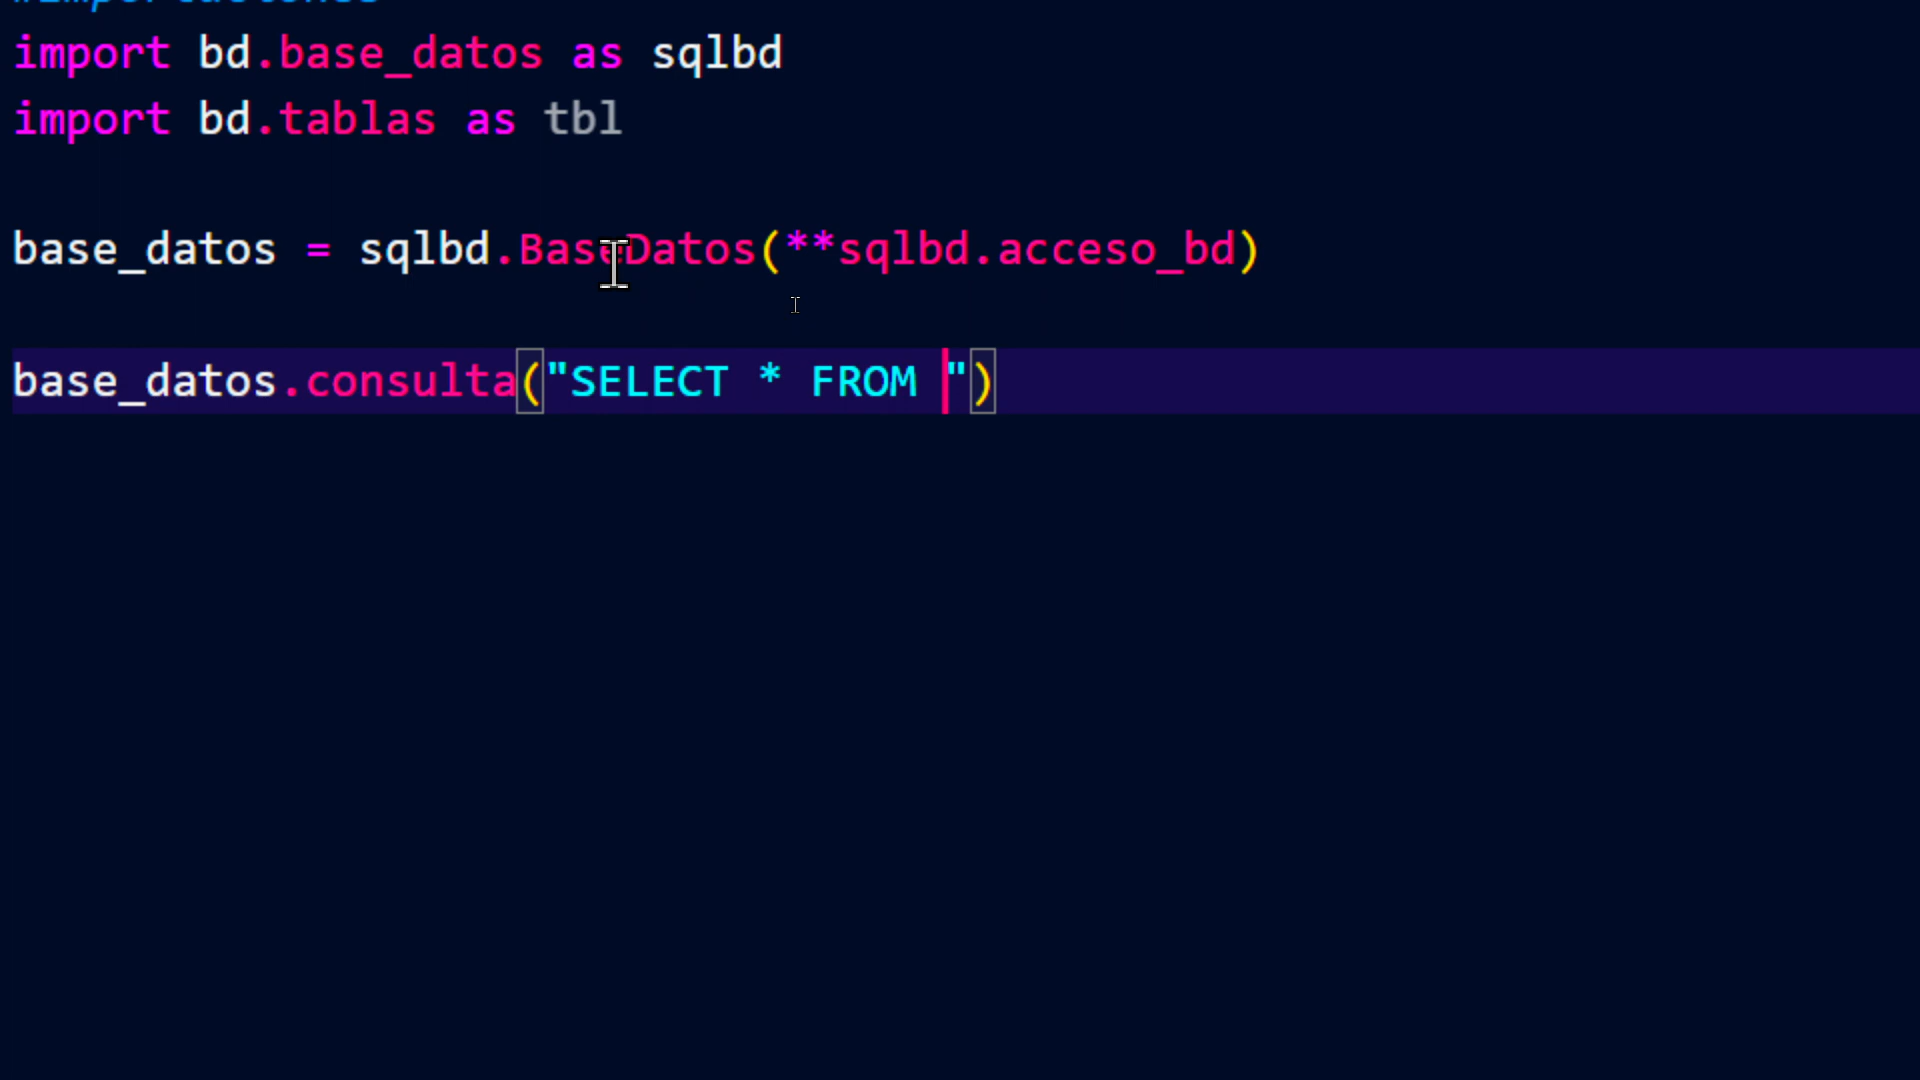 import bd.base_datos as sqlbd
import bd.tablas as tbl
base_datos = sqlbd.BaseDatos(**sqlbd.acceso_bd)
base_datos.consulta("SELECT * FROM ")